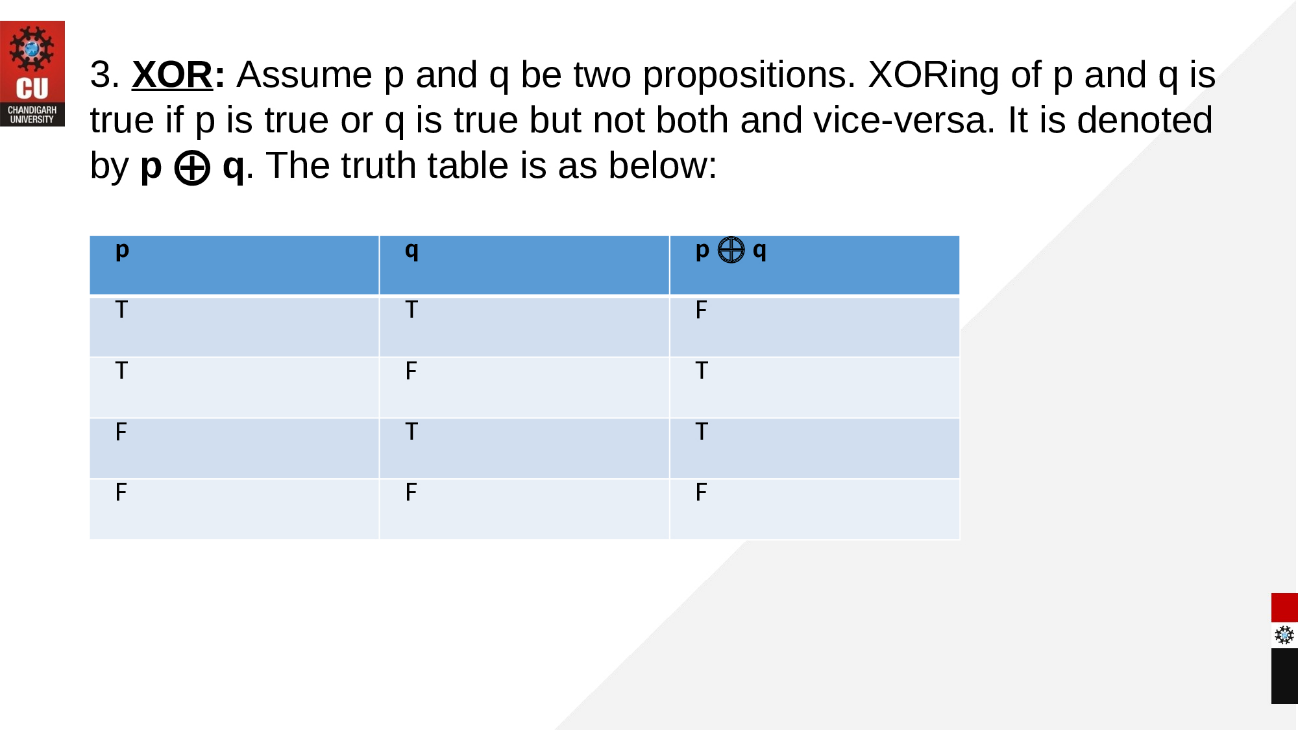 CU
CHANDIGARH
UNIVERSITY
3. XOR: Assume p and q be two propositions. XORing of p and q is
true if p is true or q is true but not both and vice-versa. It is denoted
by p ⨁ q. The truth table is as below:
p q p ⨁ q
T T F
T F T
F T T
F F F